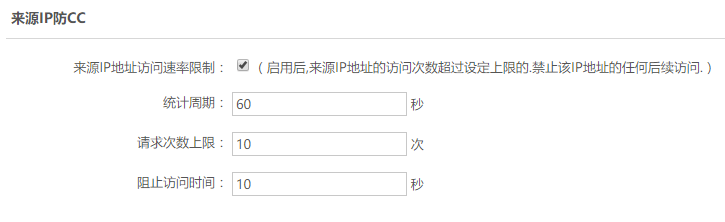 来源IP防CC
来源IP地址访问速率限制： （启用后,来源IP地址的访问次数超过设定上限的.禁止该IP地址的任何后续访问.）
统计周期： 60 秒
请求次数上限： 10 次
阻止访问时间： 10 秒